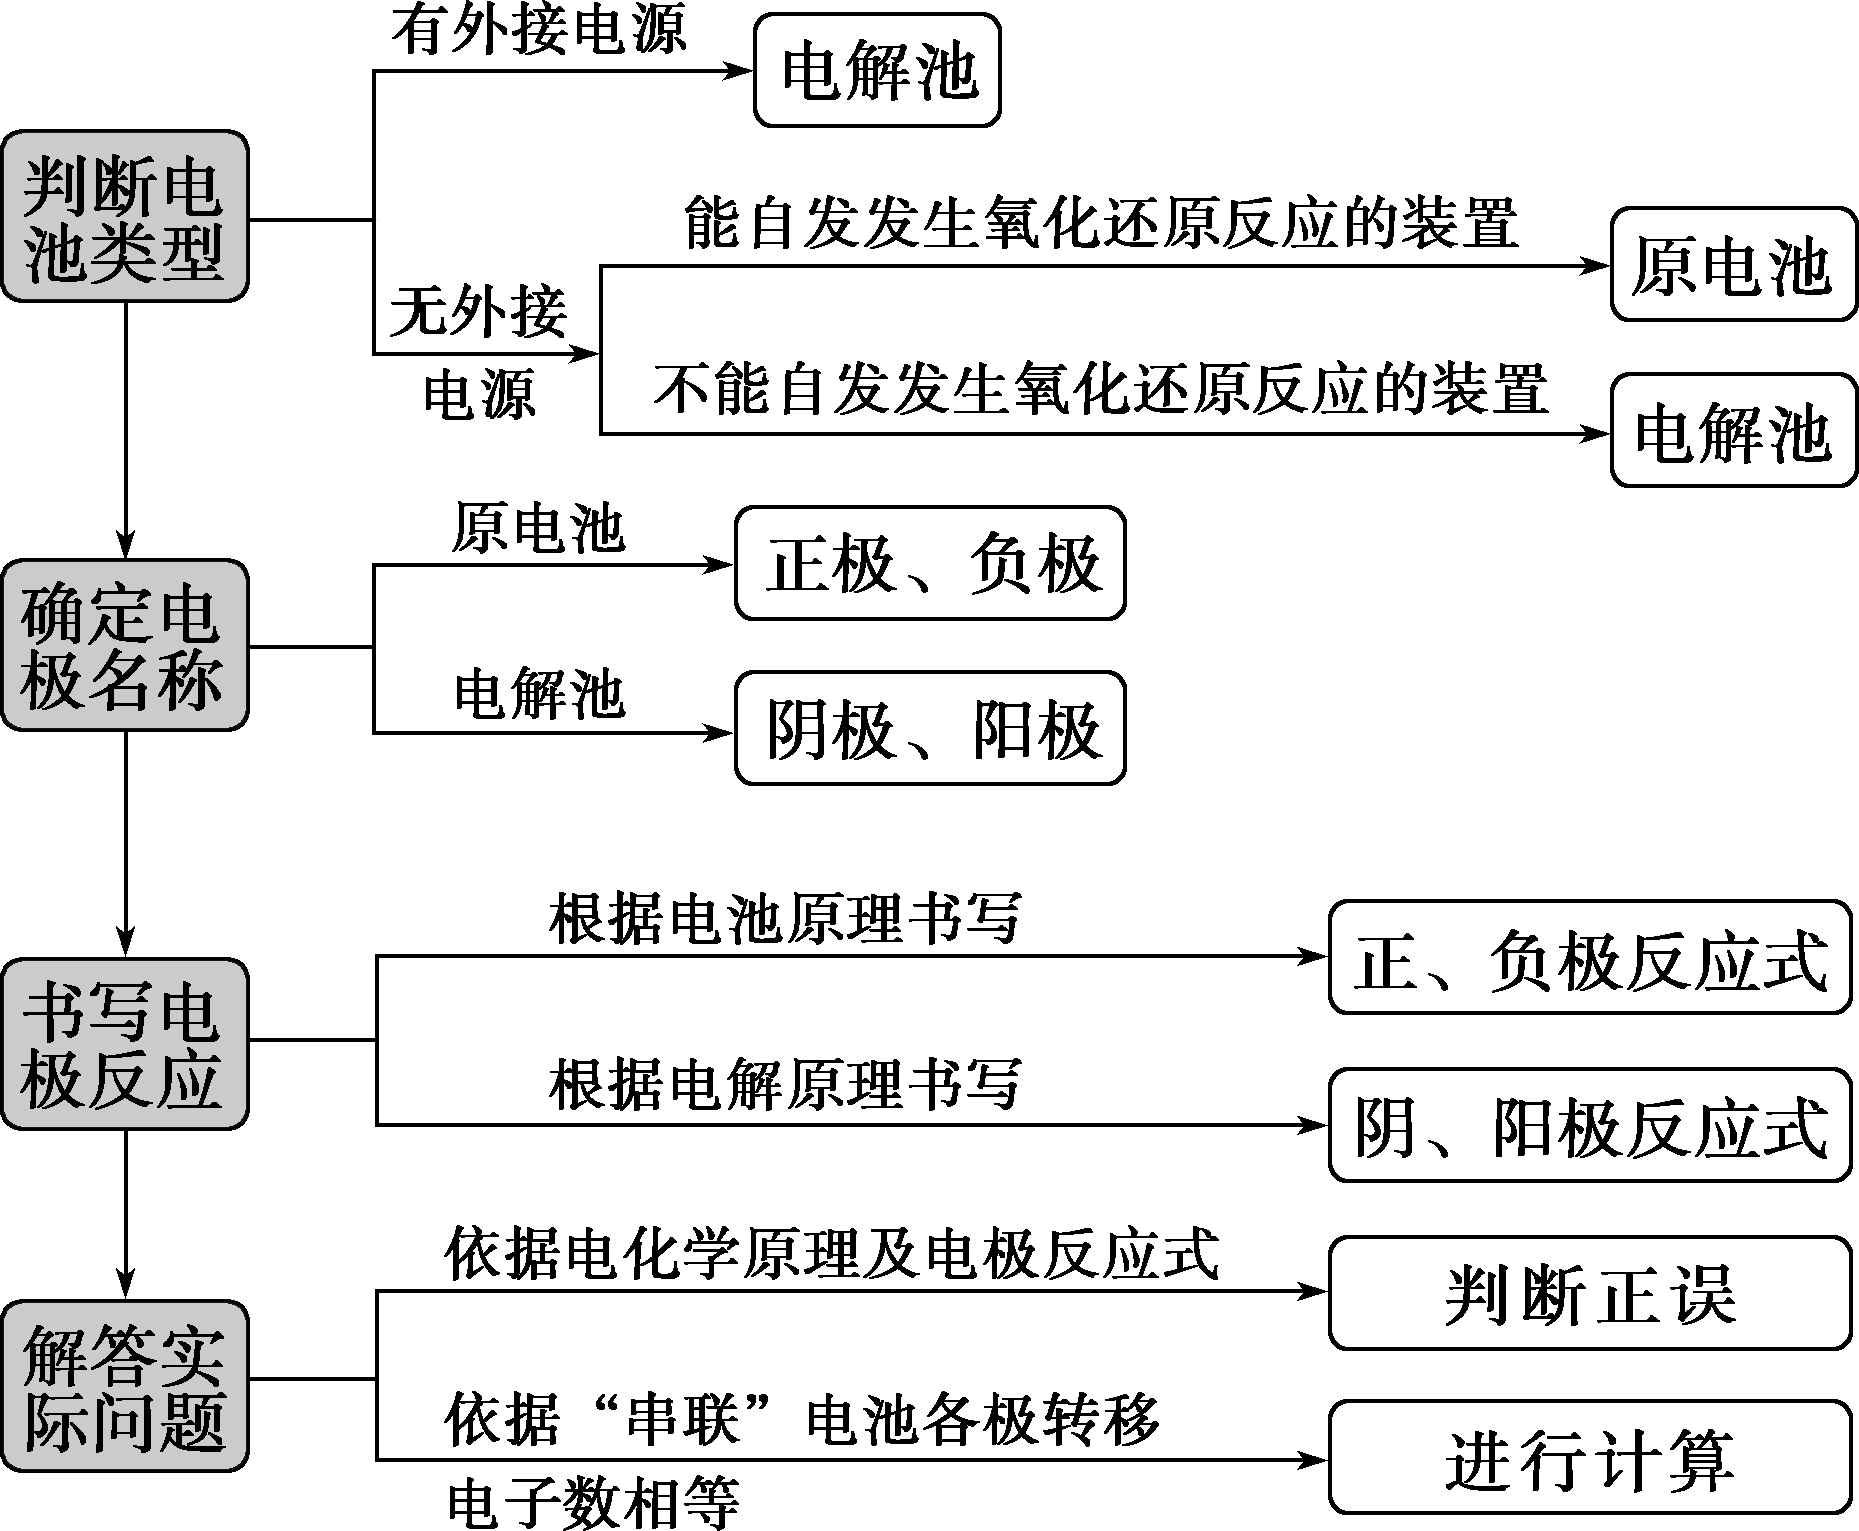 有外接电源
电解池
判断电
池类型
能自发发生氧化还原反应的装置
原电池
无外接
电源
不能自发发生氧化还原反应的装置
电解池
原电池
正极、负极
确定电
极名称
电解池
阴极、阳极
根据电池原理书写
正、负极反应式
书写电
极反应
根据电解原理书写
阴、阳极反应式
依据电化学原理及电极反应式
判断正误
解答实
际问题
依据“串联”电池各极转移
电子数相等
进行计算